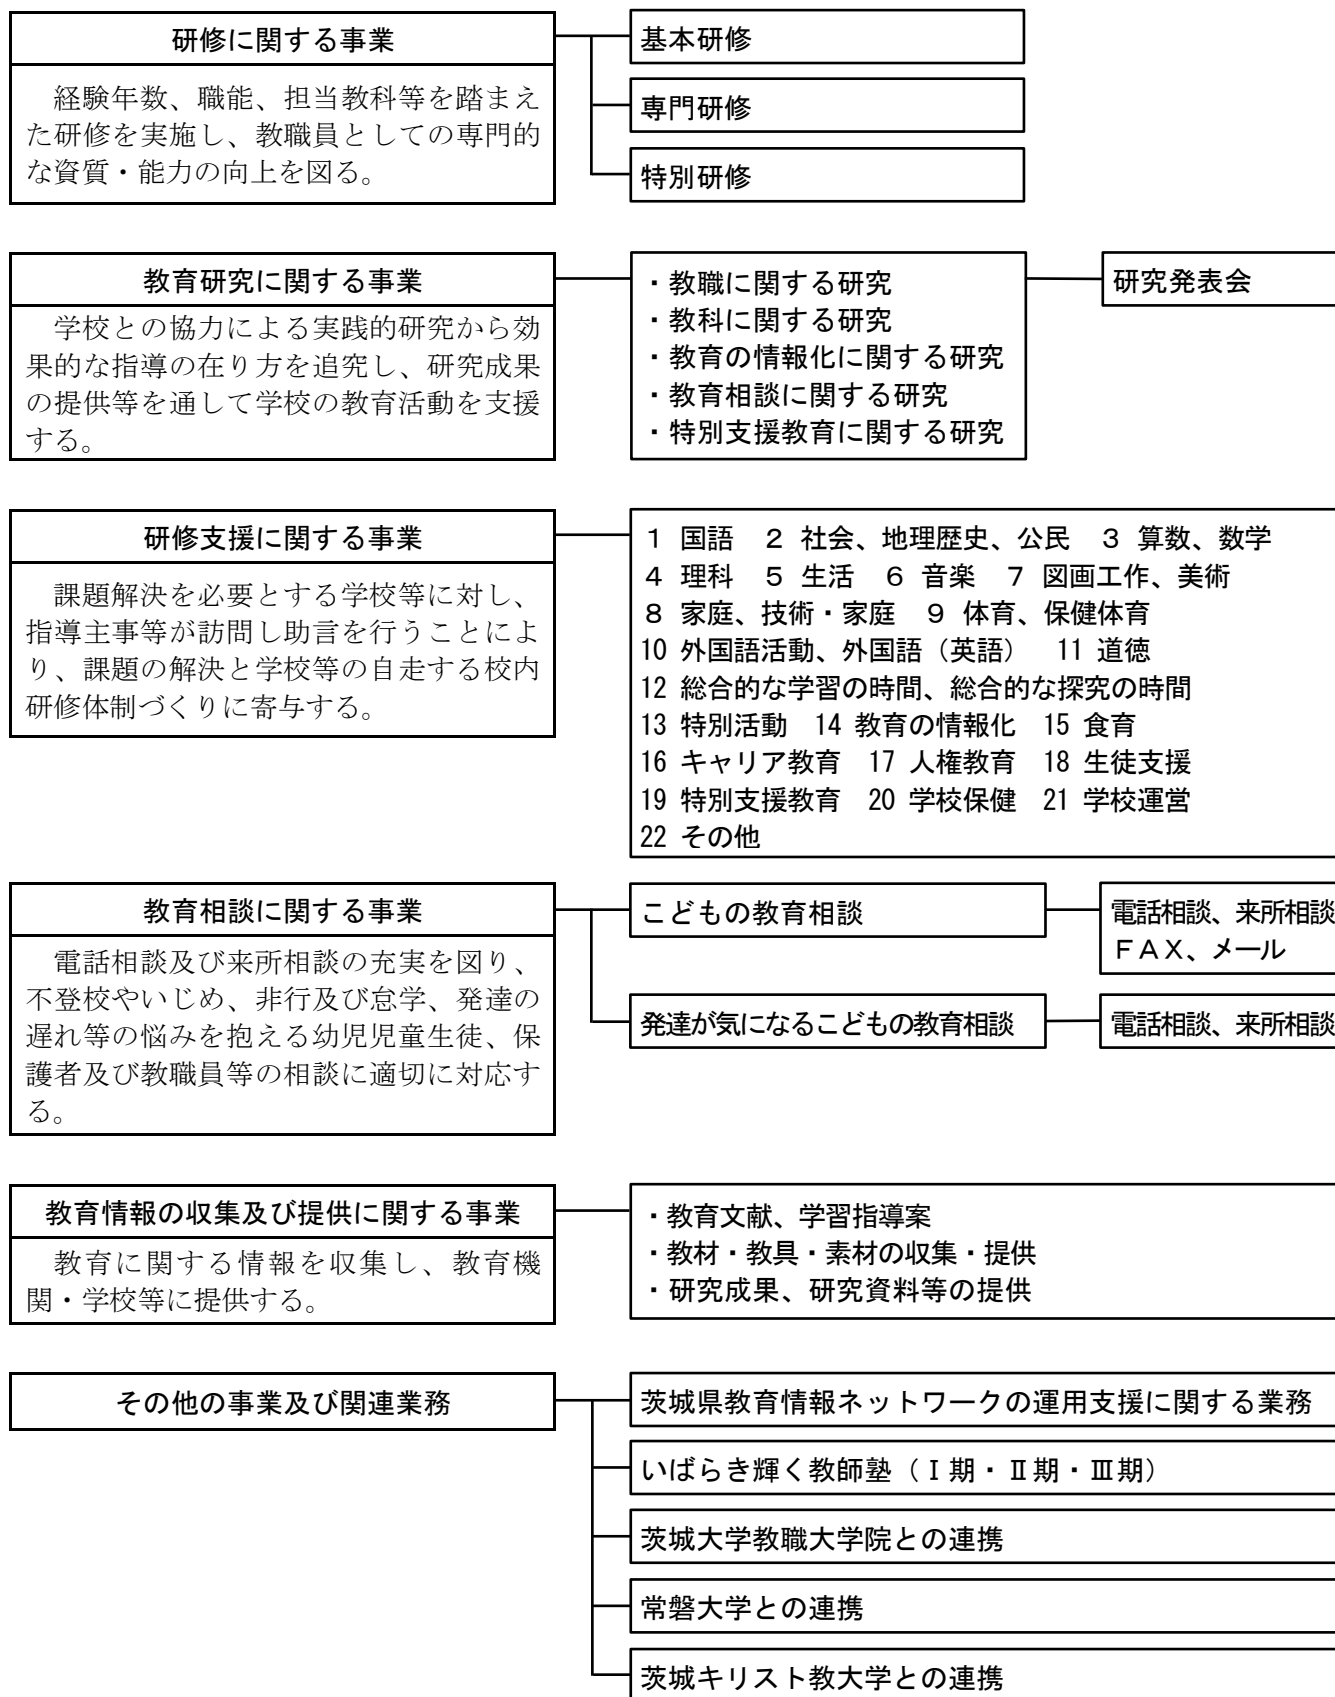 研修に関する事業
経験年数、職能、担当教科等を踏まえ
た研修を実施し、教職員としての専門的
な資質・能力の向上を図る。
基本研修
専門研修
特別研修
教育研究に関する事業
学校との協力による実践的研究から効
果的な指導の在り方を追究し、研究成果
の提供等を通して学校の教育活動を支援
する。
・教職に関する研究
・教科に関する研究
・教育の情報化に関する研究
・教育相談に関する研究
・特別支援教育に関する研究
研究発表会
研修支援に関する事業
課題解決を必要とする学校等に対し、
指導主事等が訪問し助言を行うことによ
り、課題の解決と学校等の自走する校内
研修体制づくりに寄与する。
1 国語　2 社会、地理歴史、公民　3 算数、数学
4 理科　5 生活　6 音楽　7 図画工作、美術
8 家庭、技術・家庭　9 体育、保健体育
10 外国語活動、外国語（英語）　11 道徳
12 総合的な学習の時間、総合的な探究の時間
13 特別活動　14 教育の情報化　15 食育
16 キャリア教育　17 人権教育　18 生徒支援
19 特別支援教育　20 学校保健　21 学校運営
22 その他
教育相談に関する事業
電話相談及び来所相談の充実を図り、
不登校やいじめ、非行及び怠学、発達の
遅れ等の悩みを抱える幼児児童生徒、保
護者及び教職員等の相談に適切に対応す
る。
こどもの教育相談
電話相談、来所相談
ＦＡＸ、メール
発達が気になるこどもの教育相談
電話相談、来所相談
教育情報の収集及び提供に関する事業
教育に関する情報を収集し、教育機
関・学校等に提供する。
・教育文献、学習指導案
・教材・教具・素材の収集・提供
・研究成果、研究資料等の提供
その他の事業及び関連業務
茨城県教育情報ネットワークの運用支援に関する業務
いばらき輝く教師塾（Ⅰ期・Ⅱ期・Ⅲ期）
茨城大学教職大学院との連携
常磐大学との連携
茨城キリスト教大学との連携